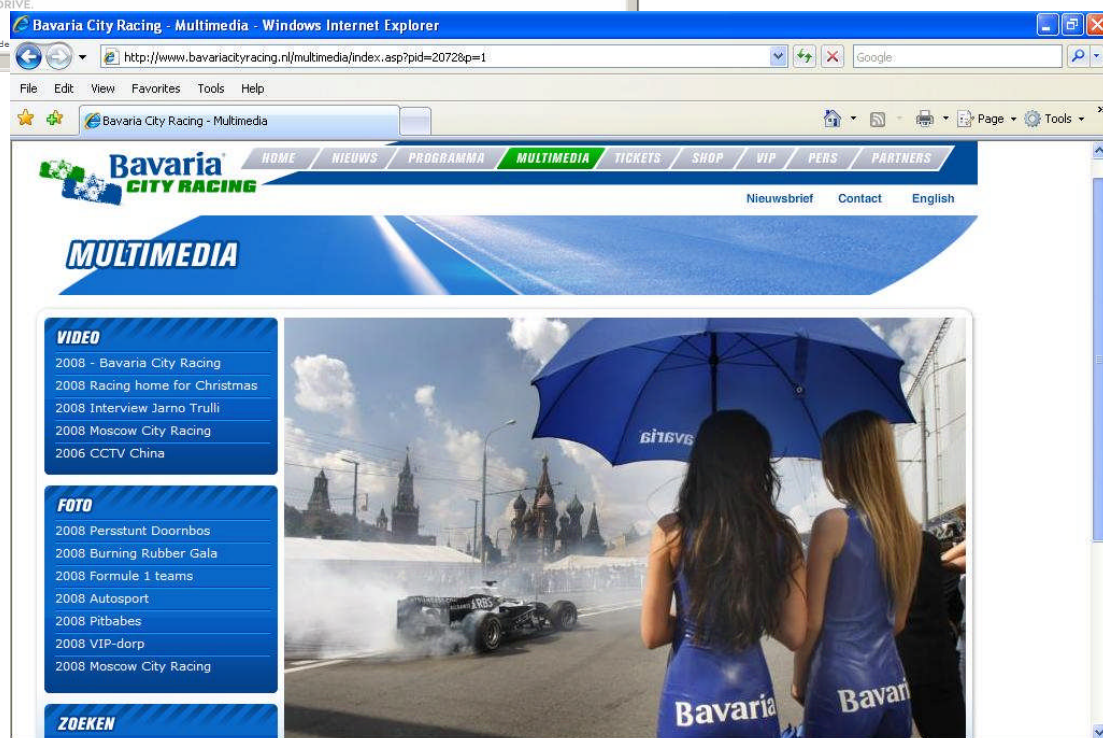 DRIVE.
Bavaria City Racing - Multimedia - Windows Internet Explorer
http://www.bavariacityracing.nl/multimedia/index.asp?pid=2072&p=1
Google
File Edit View Favorites Tools Help
Bavaria City Racing - Multimedia
Page Tools
Bavaria
CITY RACING
HOME / NIEUWS / PROGRAMMA / MULTIMEDIA / TICKETS / SHOP / VIP / PERS / PARTNERS
Nieuwsbrief Contact English
MULTIMEDIA
VIDEO
2008 - Bavaria City Racing
2008 Racing home for Christmas
2008 Interview Jarno Trulli
2008 Moscow City Racing
2006 CCTV China
FOTO
2008 Persstunt Doornbos
2008 Burning Rubber Gala
2008 Formule 1 teams
2008 Autosport
2008 Pitbabes
2008 VIP-dorp
2008 Moscow City Racing
ZOEKEN
Bavaria
RBS
Bavaria
Bavari